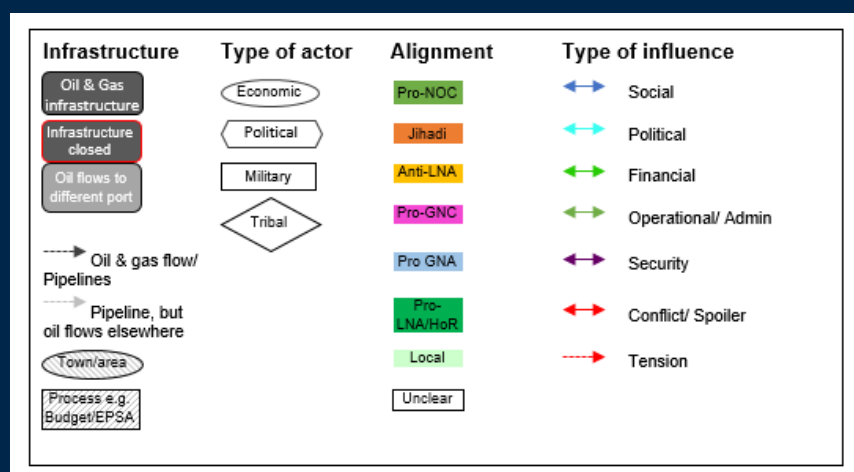 Infrastructure
Oil & Gas
infrastructure
Infrastructure
closed
Oil flows to
different port
Oil & gas flow/
Pipelines
Pipeline, but
oil flows elsewhere
Town/area
Process e.g.
Budget/EPSA
Type of actor
Economic
Political
Military
Tribal
Alignment
Pro-NOC
Jihadi
Anti-LNA
Pro-GNC
Pro GNA
Pro-
LNA/HoR
Local
Unclear
Type of influence
Social
Political
Financial
Operational/ Admin
Security
Conflict/ Spoiler
Tension